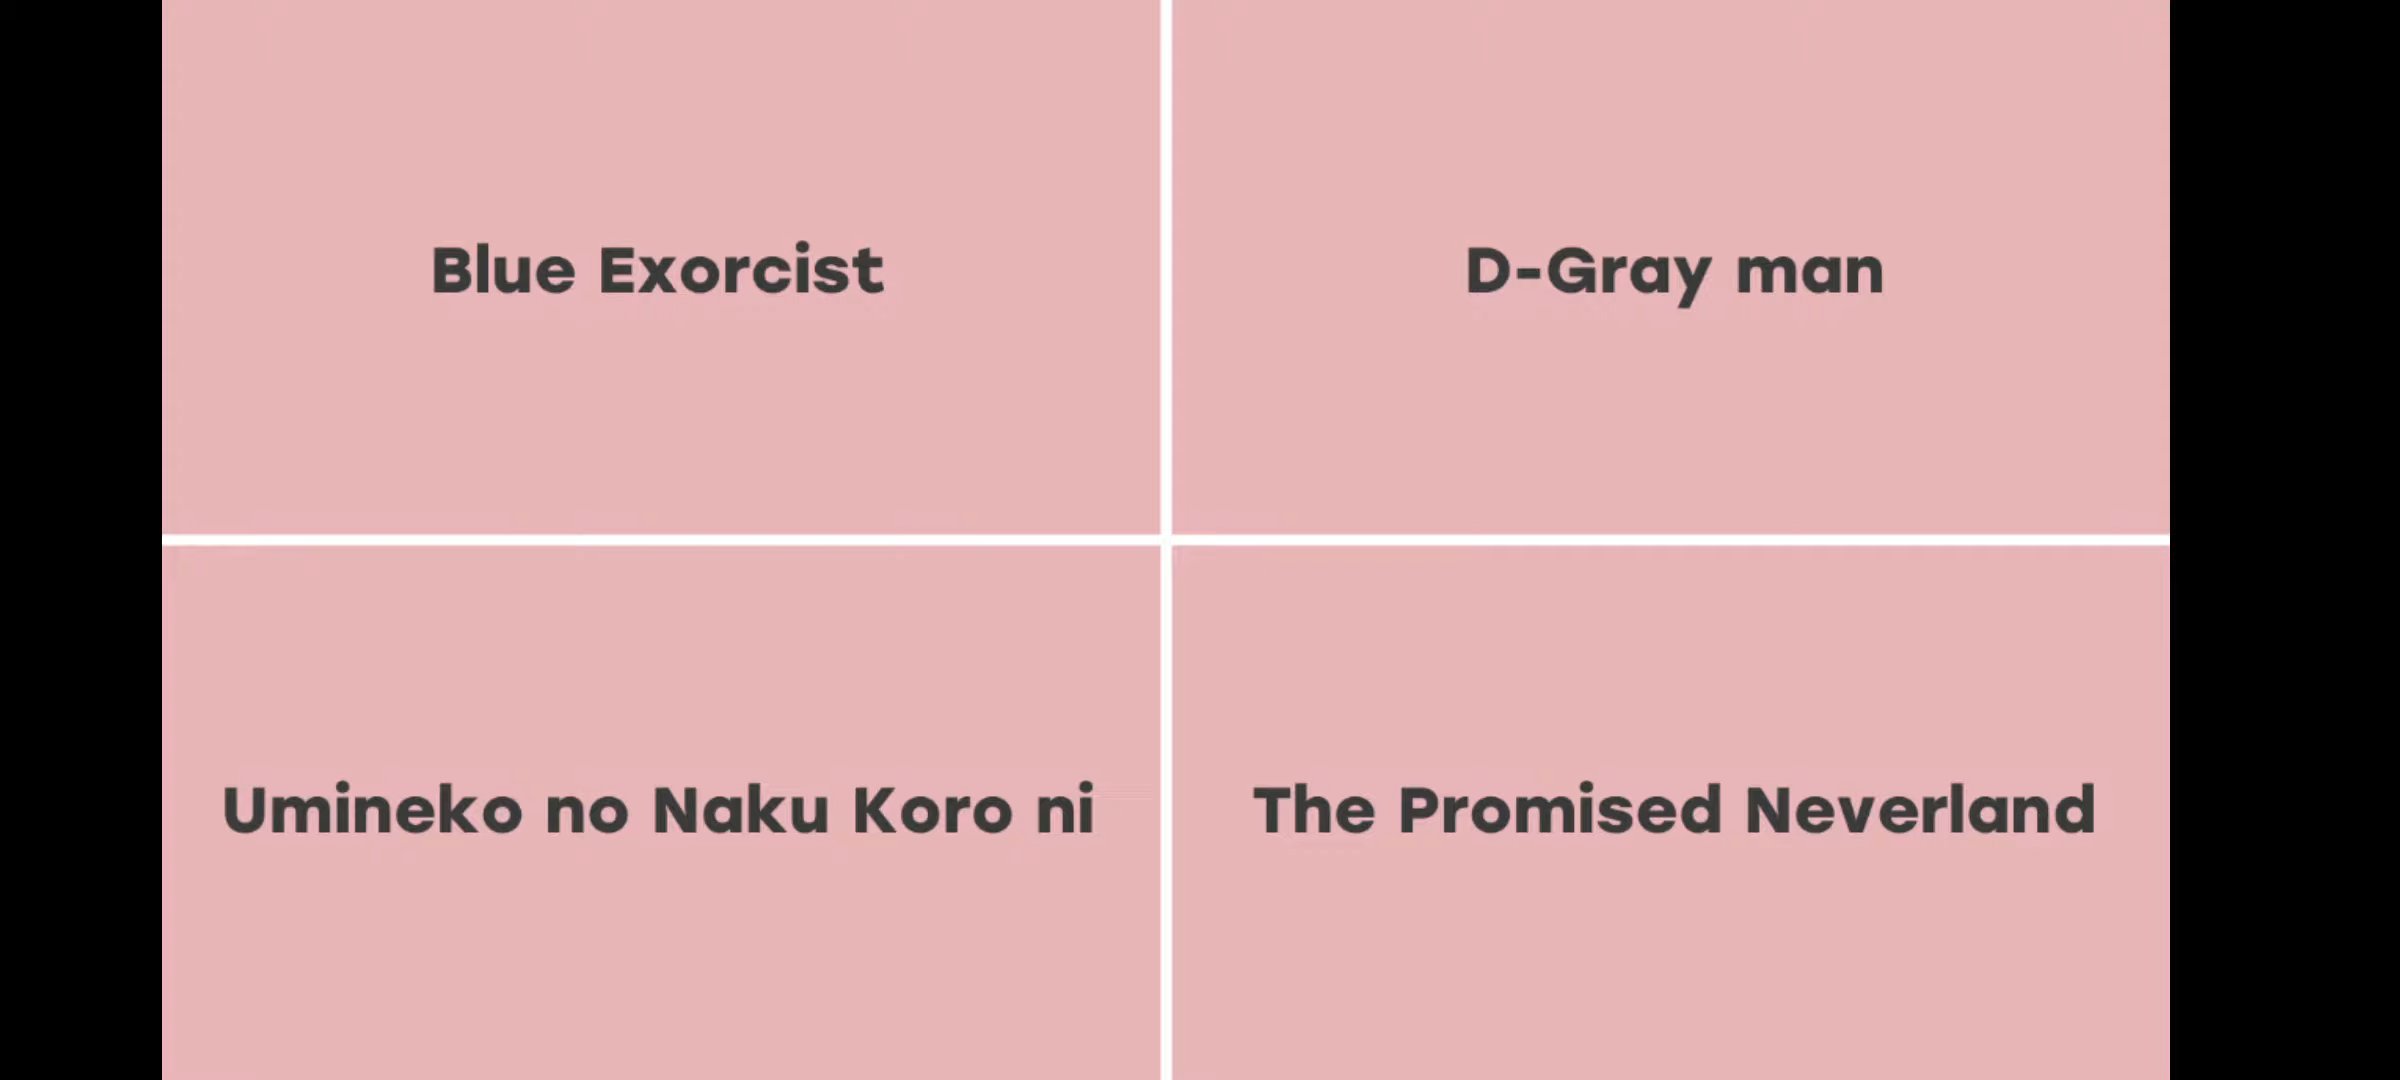 Blue Exorcist
D-Gray man
Umineko no Naku Koro ni
The Promised Neverland